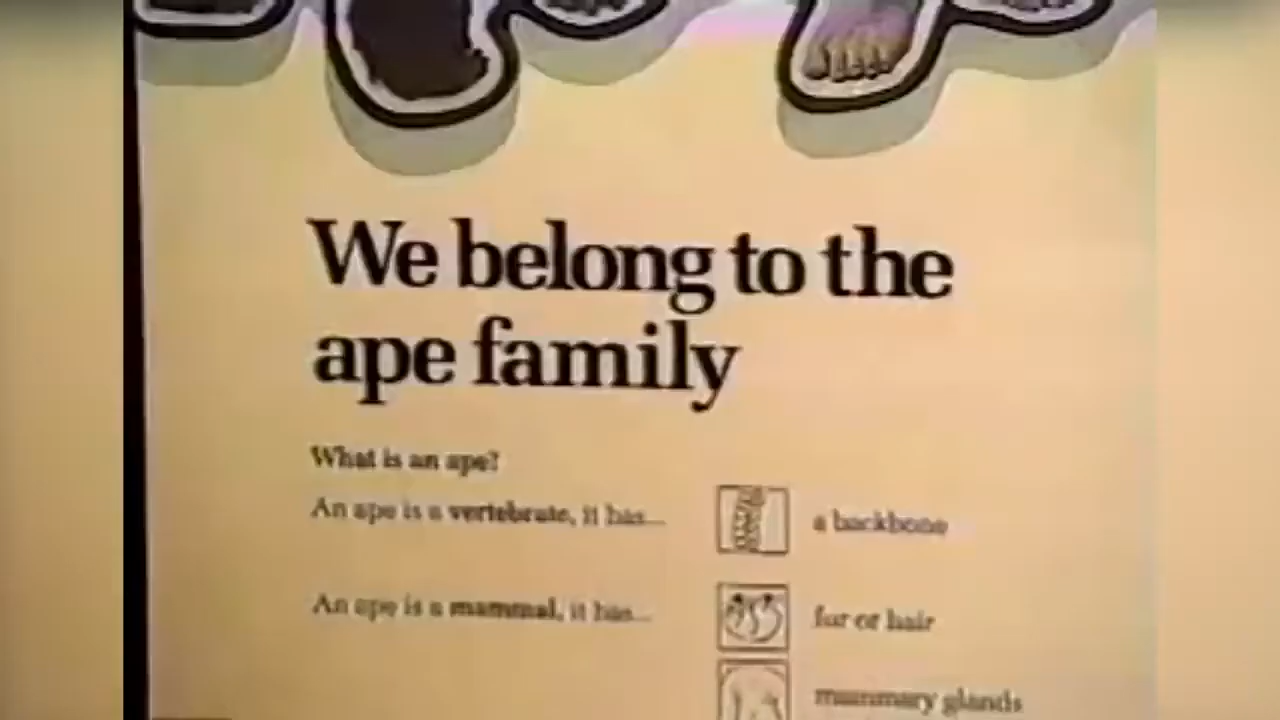 We belong to the
ape family
What is an ape?
An ape is a vertebrate, it has...
a backbone
An ape is a mammal, it has...
fur or hair
mammary glands